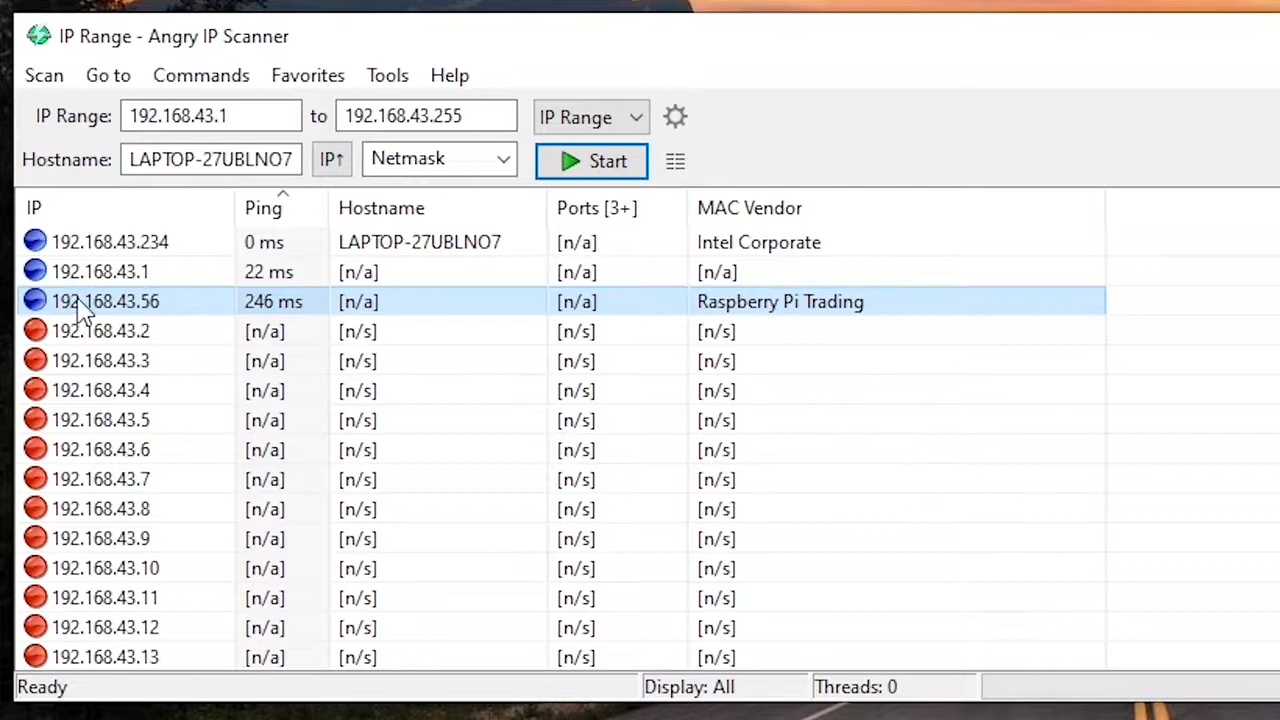 IP Range - Angry IP Scanner
Scan Go to Commands Favorites Tools Help
IP Range: 192.168.43.1 to 192.168.43.255 IP Range
Hostname: LAPTOP-27UBLNO7 IP↑ Netmask Start
IP Ping Hostname Ports [3+] MAC Vendor
192.168.43.234 0 ms LAPTOP-27UBLNO7 [n/a] Intel Corporate
192.168.43.1 22 ms [n/a] [n/a] [n/a]
192.168.43.56 246 ms [n/a] [n/a] Raspberry Pi Trading
192.168.43.2 [n/a] [n/s] [n/s] [n/s]
192.168.43.3 [n/a] [n/s] [n/s] [n/s]
192.168.43.4 [n/a] [n/s] [n/s] [n/s]
192.168.43.5 [n/a] [n/s] [n/s] [n/s]
192.168.43.6 [n/a] [n/s] [n/s] [n/s]
192.168.43.7 [n/a] [n/s] [n/s] [n/s]
192.168.43.8 [n/a] [n/s] [n/s] [n/s]
192.168.43.9 [n/a] [n/s] [n/s] [n/s]
192.168.43.10 [n/a] [n/s] [n/s] [n/s]
192.168.43.11 [n/a] [n/s] [n/s] [n/s]
192.168.43.12 [n/a] [n/s] [n/s] [n/s]
192.168.43.13 [n/a] [n/s] [n/s] [n/s]
Ready Display: All Threads: 0